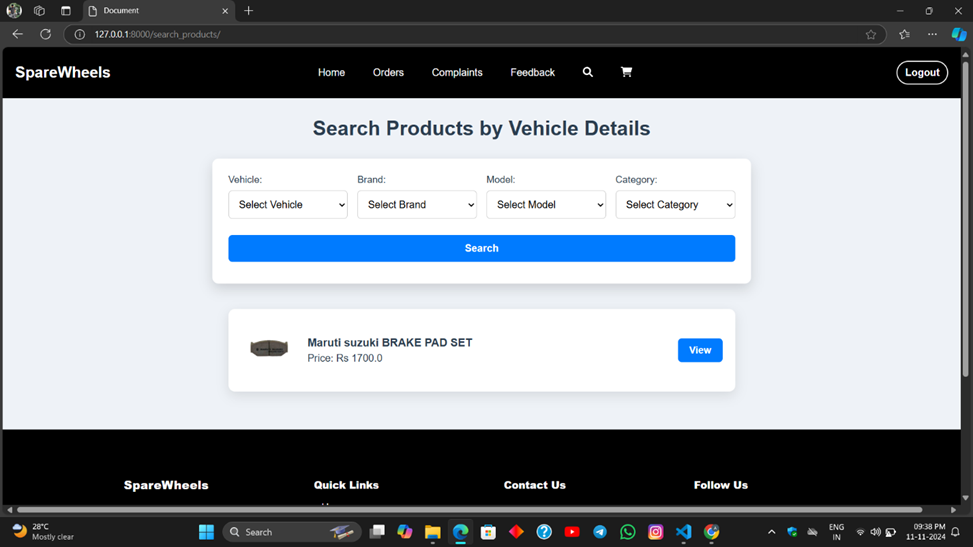 Document
127.0.0.1:8000/search_products/
SpareWheels
Home Orders Complaints Feedback
Logout
Search Products by Vehicle Details
Vehicle: Brand: Model: Category:
Select Vehicle Select Brand Select Model Select Category
Search
Maruti suzuki BRAKE PAD SET
Price: Rs 1700.0
View
SpareWheels Quick Links Contact Us Follow Us
28°C
Mostly clear
Search
ENG
IN
09:38 PM
11-11-2024